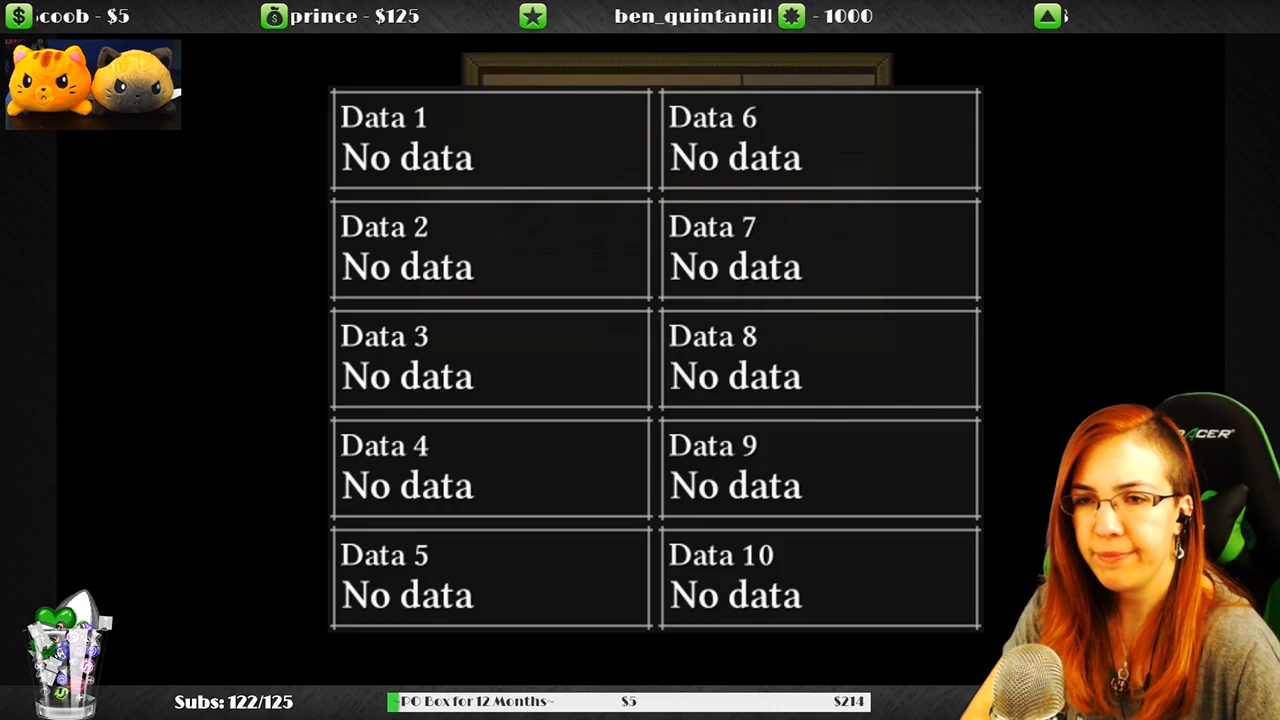 coob - $5
prince - $125
ben_quintanill
- 1000
Data 1
No data
Data 6
No data
Data 2
No data
Data 7
No data
Data 3
No data
Data 8
No data
Data 4
No data
Data 9
No data
Data 5
No data
Data 10
No data
ACER
Subs: 122/125
~PO Box for 12 Months~
$5
$214